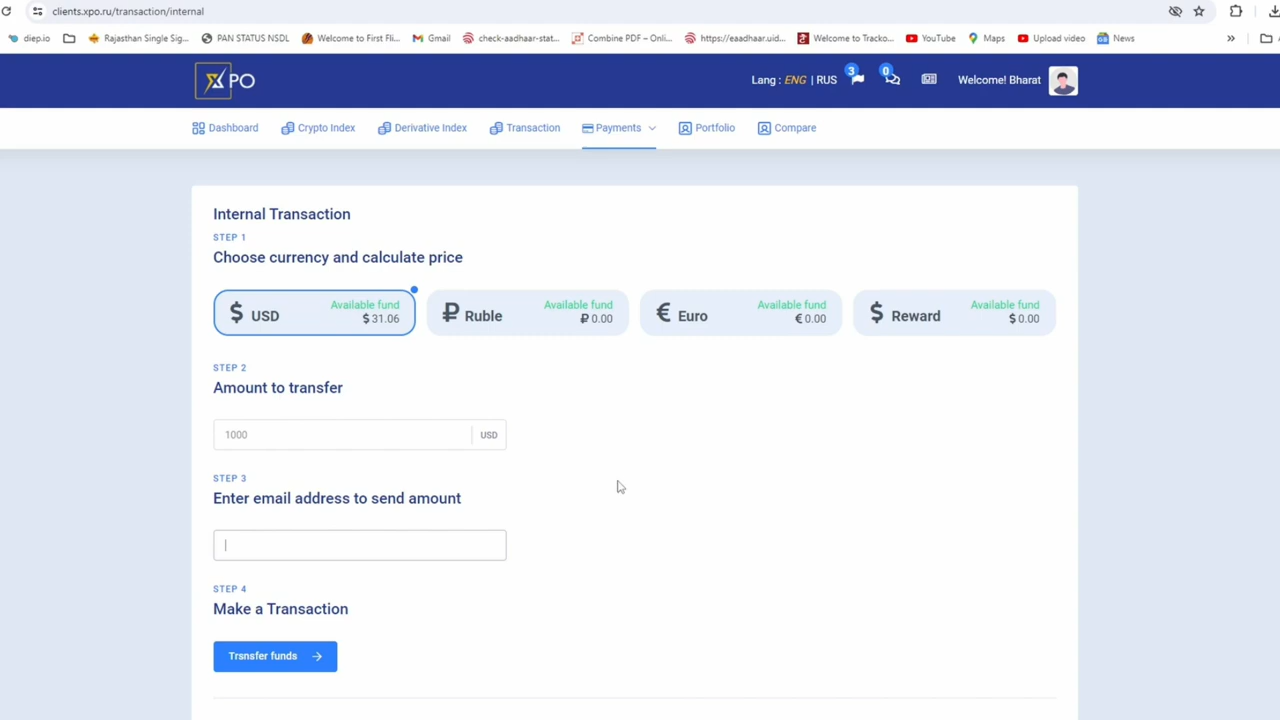 clients.xpo.ru/transaction/internal
diep.io
Rajasthan Single Sig...
PAN STATUS NSDL
Welcome to First Fli...
Gmail
check-aadhaar-stat...
Combine PDF – Onli...
https://eaadhaar.uid...
Welcome to Tracko...
YouTube
Maps
Upload video
News
»
XPO
Lang : ENG | RUS
3
0
Welcome! Bharat
Dashboard
Crypto Index
Derivative Index
Transaction
Payments
Portfolio
Compare
Internal Transaction
STEP 1
Choose currency and calculate price
$ USD
Available fund
$ 31.06
₽ Ruble
Available fund
₽ 0.00
€ Euro
Available fund
€ 0.00
$ Reward
Available fund
$ 0.00
STEP 2
Amount to transfer
1000 USD
STEP 3
Enter email address to send amount
STEP 4
Make a Transaction
Trsnsfer funds →